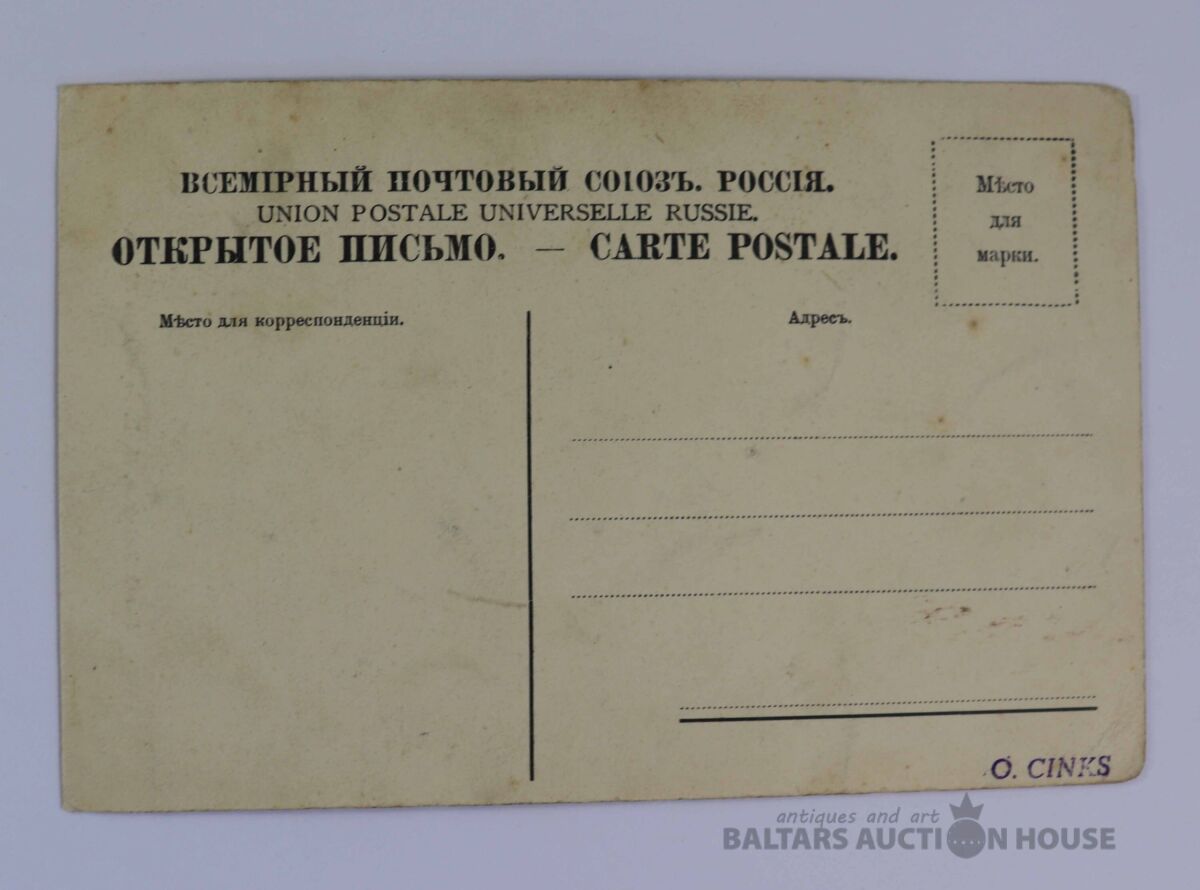 ВСЕМІРНЫЙ ПОЧТОВЫЙ СОЮЗЪ. РОССІЯ.
UNION POSTALE UNIVERSELLE RUSSIE.
ОТКРЫТОЕ ПИСЬМО. — CARTE POSTALE.
Мѣсто
для
марки.
Мѣсто для корреспонденціи.
Адресъ.
O. CINKS
antiques and art
BALTARS AUCTION HOUSE